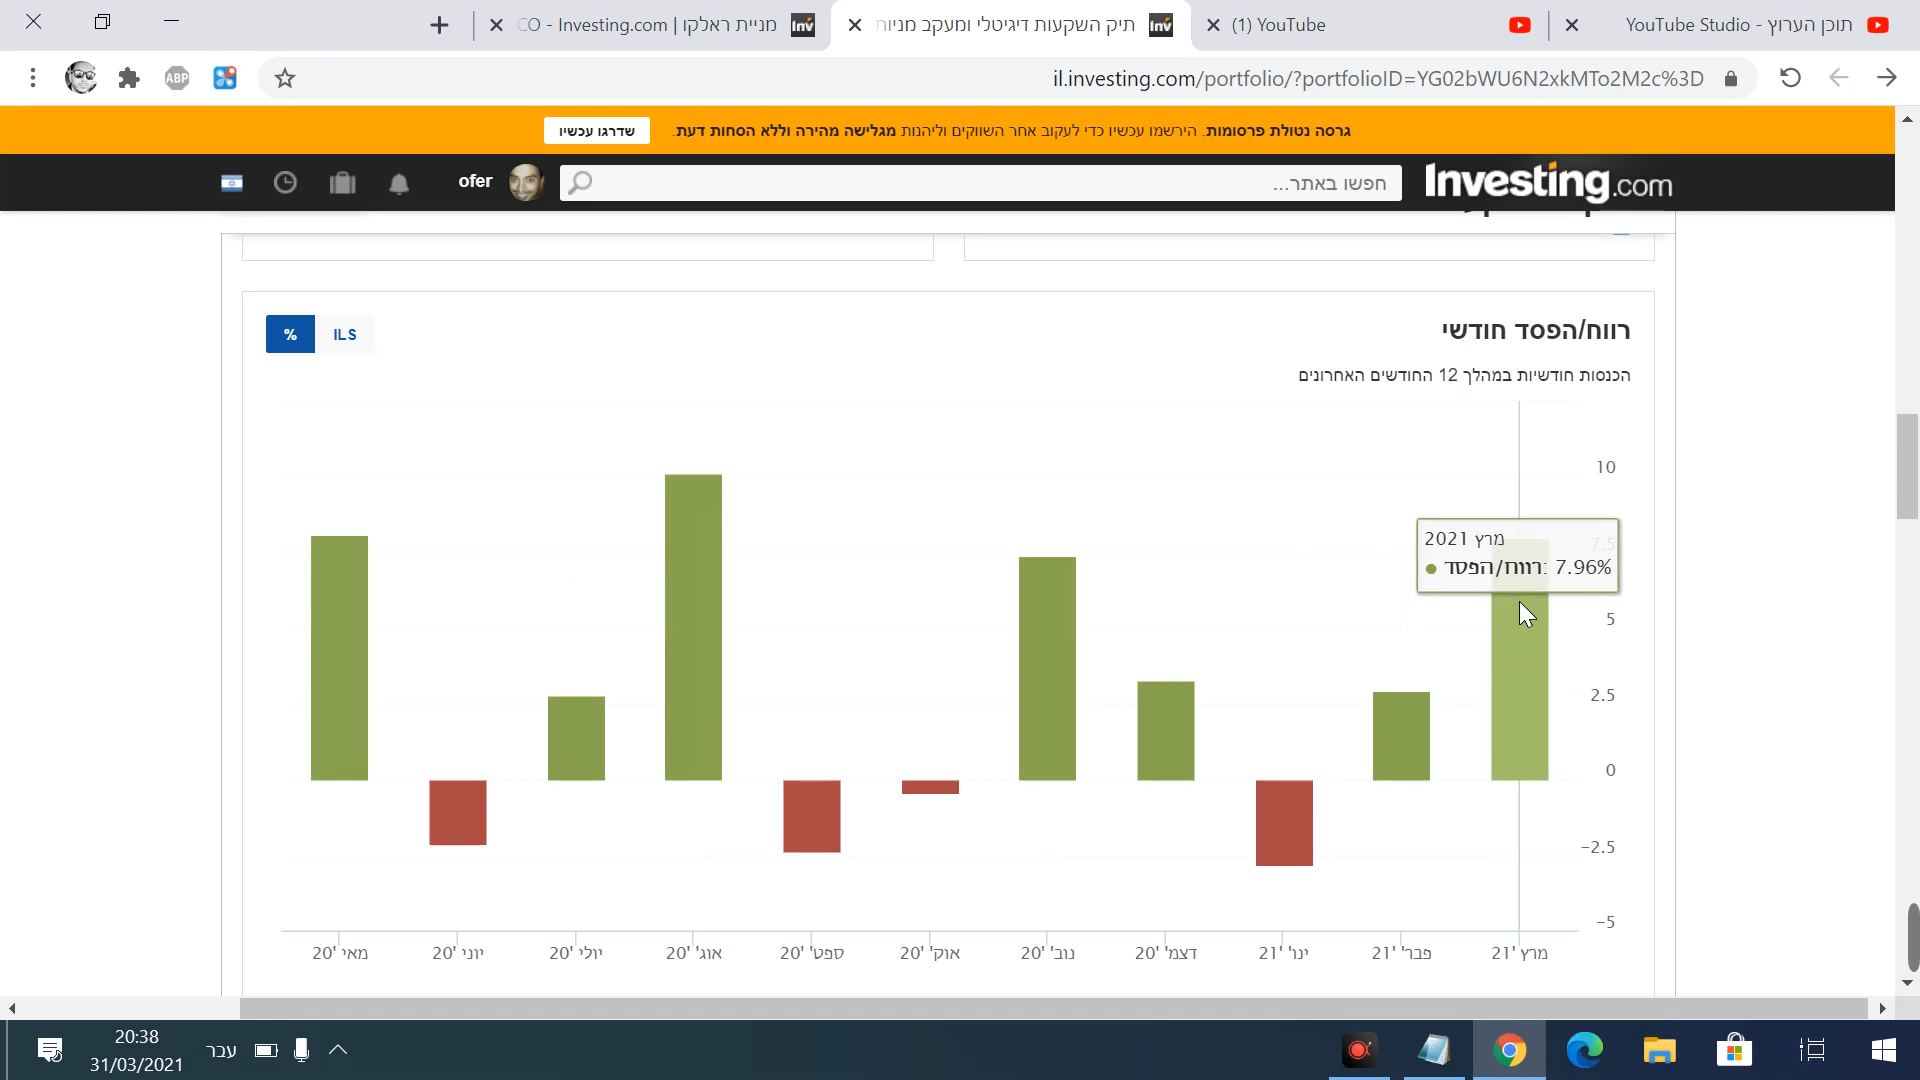 תוכן הערוץ - YouTube Studio
(1) YouTube
תיק השקעות דיגיטלי ומעקב מניות
מניית ראלקו | CO - Investing.com
il.investing.com/portfolio/?portfolioID=YG02bWU6N2xkMTo2M2c%3D
ABP
גרסה נטולת פרסומות. הירשמו עכשיו כדי לעקוב אחר השווקים וליהנות מגלישה מהירה וללא הסחות דעת.
שדרגו עכשיו
Investing.com
חפשו באתר...
ofer
רווח/הפסד חודשי
% ILS
הכנסות חודשיות במהלך 12 החודשים האחרונים
10
7.5
5
2.5
0
-2.5
-5
מרץ 2021
רווח/הפסד: 7.96%
מאי '20
יוני '20
יולי '20
אוג' '20
ספט' '20
אוק' '20
נוב' '20
דצמ' '20
ינו' '21
פבר' '21
מרץ '21
עבר
20:38
31/03/2021